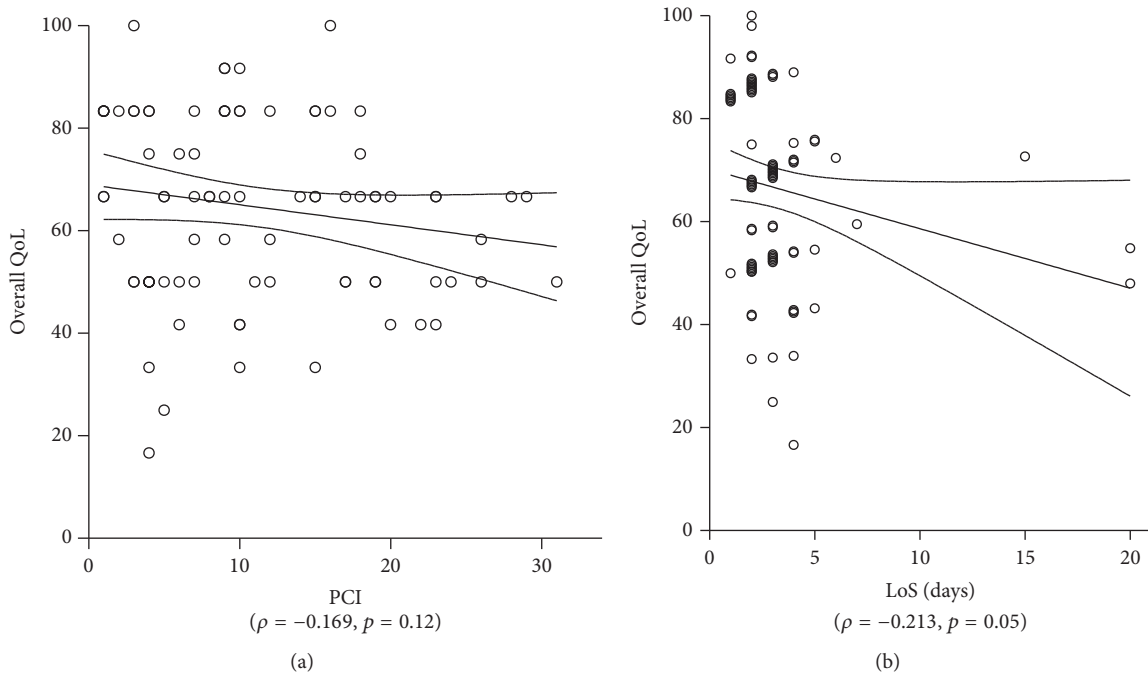 100
80
60
40
20
0
Overall QoL
0 10 20 30
PCI
(ρ = −0.169, p = 0.12)
(a)
100
80
60
40
20
0
Overall QoL
0 5 10 15 20
LoS (days)
(ρ = −0.213, p = 0.05)
(b)